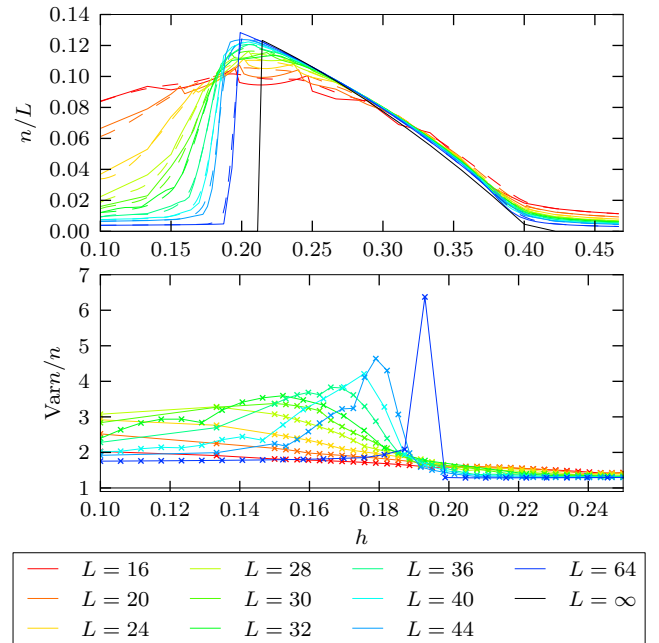 0.14
0.12
0.10
0.08
0.06
0.04
0.02
0.00
n/L
0.10 0.15 0.20 0.25 0.30 0.35 0.40 0.45
7
6
5
4
3
2
1
Varn/n
0.10 0.12 0.14 0.16 0.18 0.20 0.22 0.24
h
L = 16 L = 28 L = 36 L = 64
L = 20 L = 30 L = 40 L = ∞
L = 24 L = 32 L = 44